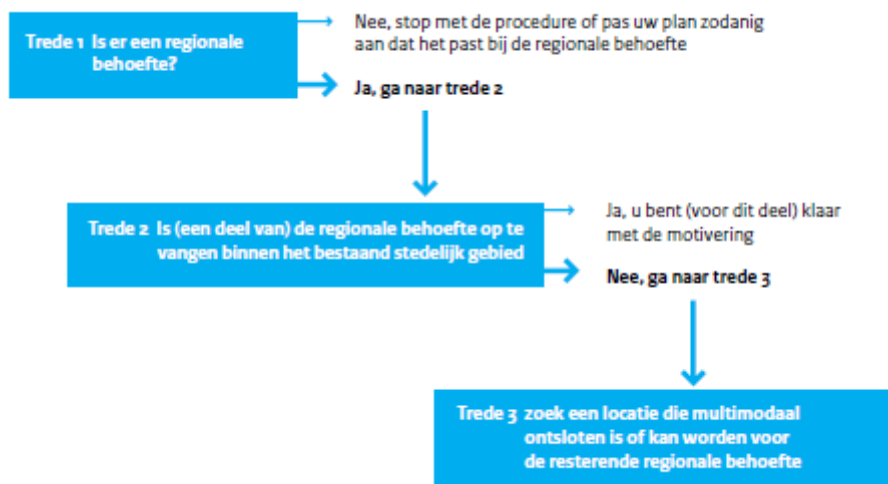 Trede 1 Is er een regionale
behoefte?
Nee, stop met de procedure of pas uw plan zodanig
aan dat het past bij de regionale behoefte
Ja, ga naar trede 2
Trede 2 Is (een deel van) de regionale behoefte op te
vangen binnen het bestaand stedelijk gebied
Ja, u bent (voor dit deel) klaar
met de motivering
Nee, ga naar trede 3
Trede 3 zoek een locatie die multimodaal
ontsloten is of kan worden voor
de resterende regionale behoefte